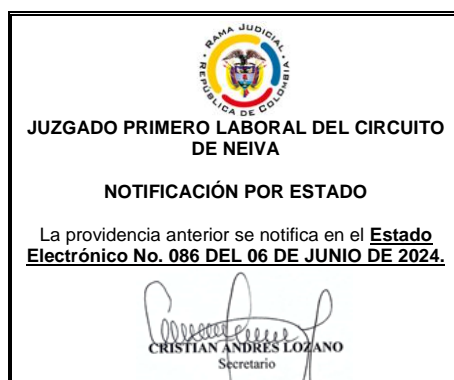 RAMA JUDICIAL
REPÚBLICA DE COLOMBIA
JUZGADO PRIMERO LABORAL DEL CIRCUITO
DE NEIVA
NOTIFICACIÓN POR ESTADO
La providencia anterior se notifica en el Estado
Electrónico No. 086 DEL 06 DE JUNIO DE 2024.
CRISTIAN ANDRÉS LOZANO
Secretario